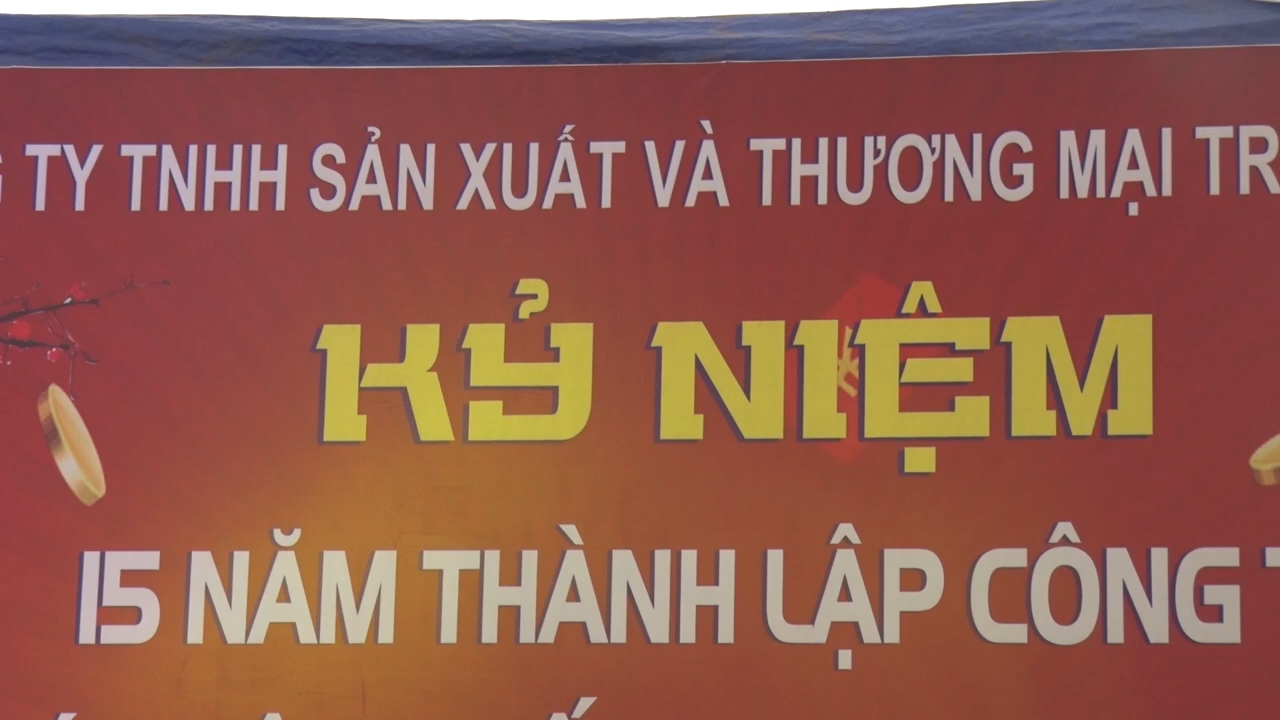 TY TNHH SẢN XUẤT VÀ THƯƠNG MẠI TR
KỶ NIỆM
15 NĂM THÀNH LẬP CÔNG T